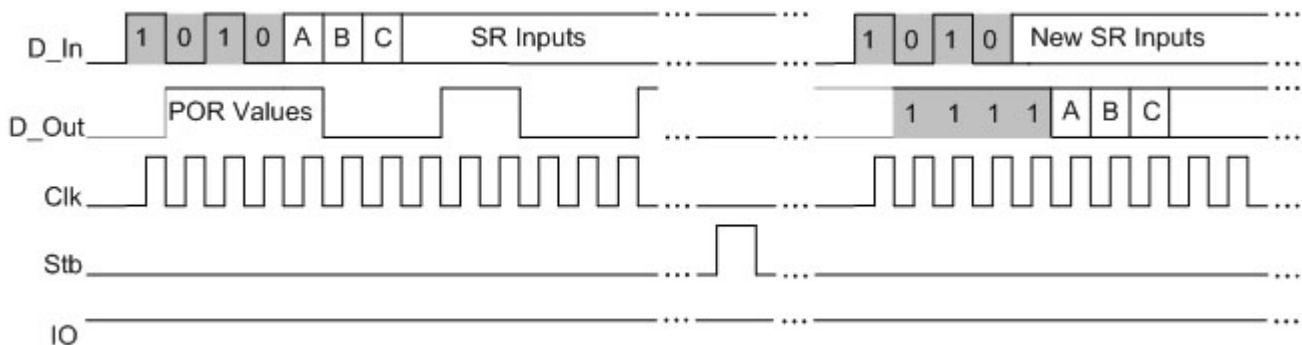 D_In 1 0 1 0 A B C SR Inputs ... ... 1 0 1 0 New SR Inputs ...
D_Out POR Values ... ... 1 1 1 1 A B C ...
Clk ... ... ...
Stb ... ... ...
IO ... ... ...